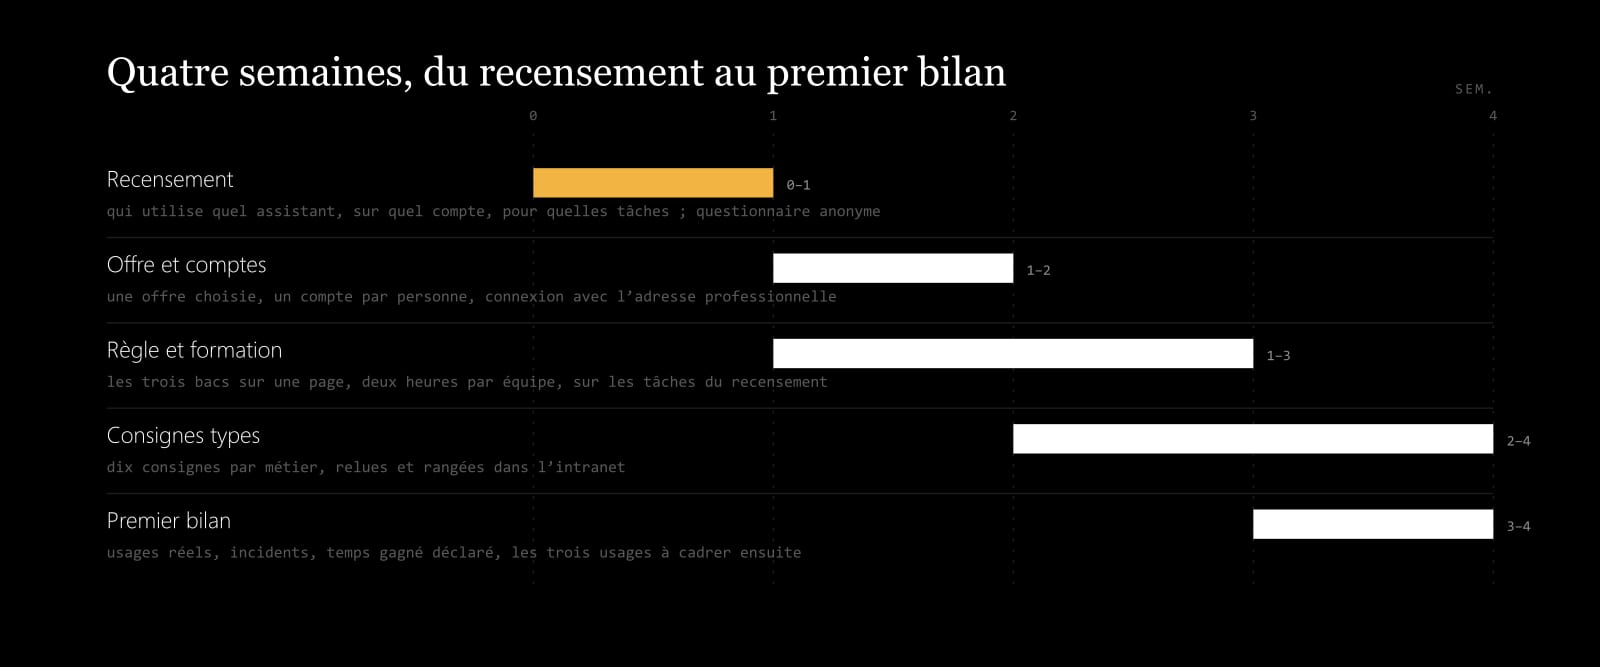 Quatre semaines, du recensement au premier bilan
SEM.
0 1 2 3 4
Recensement
0–1
qui utilise quel assistant, sur quel compte, pour quelles tâches ; questionnaire anonyme
Offre et comptes
1–2
une offre choisie, un compte par personne, connexion avec l’adresse professionnelle
Règle et formation
1–3
les trois bacs sur une page, deux heures par équipe, sur les tâches du recensement
Consignes types
2–4
dix consignes par métier, relues et rangées dans l’intranet
Premier bilan
3–4
usages réels, incidents, temps gagné déclaré, les trois usages à cadrer ensuite